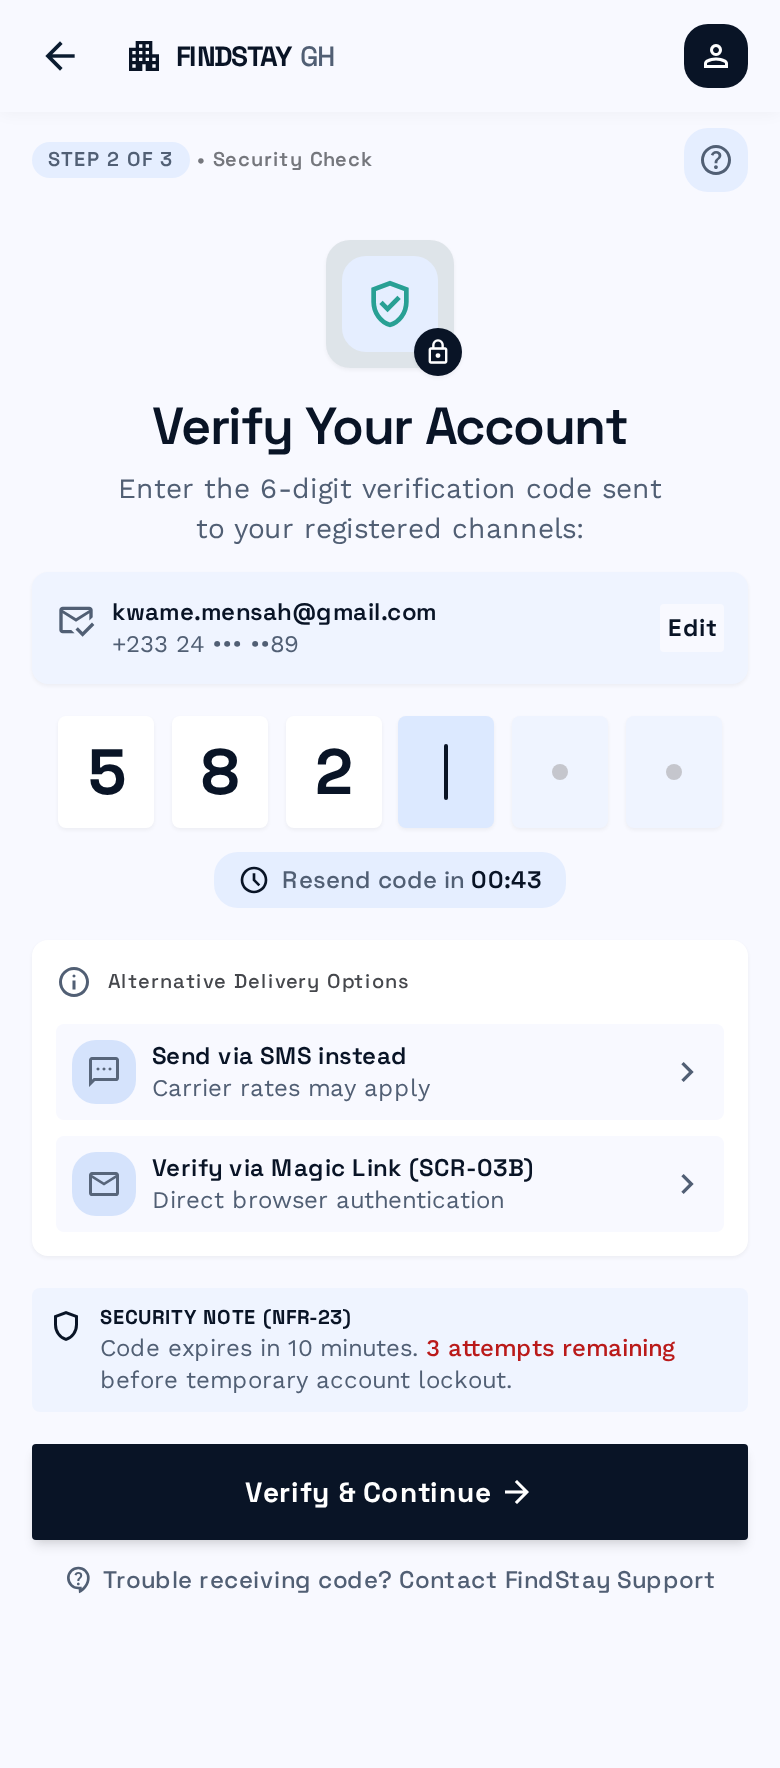 FINDSTAY GH
STEP 2 OF 3 • Security Check
Verify Your Account
Enter the 6-digit verification code sent
to your registered channels:
kwame.mensah@gmail.com
+233 24 ••• ••89
Edit
5 8 2
Resend code in 00:43
Alternative Delivery Options
Send via SMS instead
Carrier rates may apply
Verify via Magic Link (SCR-03B)
Direct browser authentication
SECURITY NOTE (NFR-23)
Code expires in 10 minutes. 3 attempts remaining
before temporary account lockout.
Verify & Continue →
Trouble receiving code? Contact FindStay Support